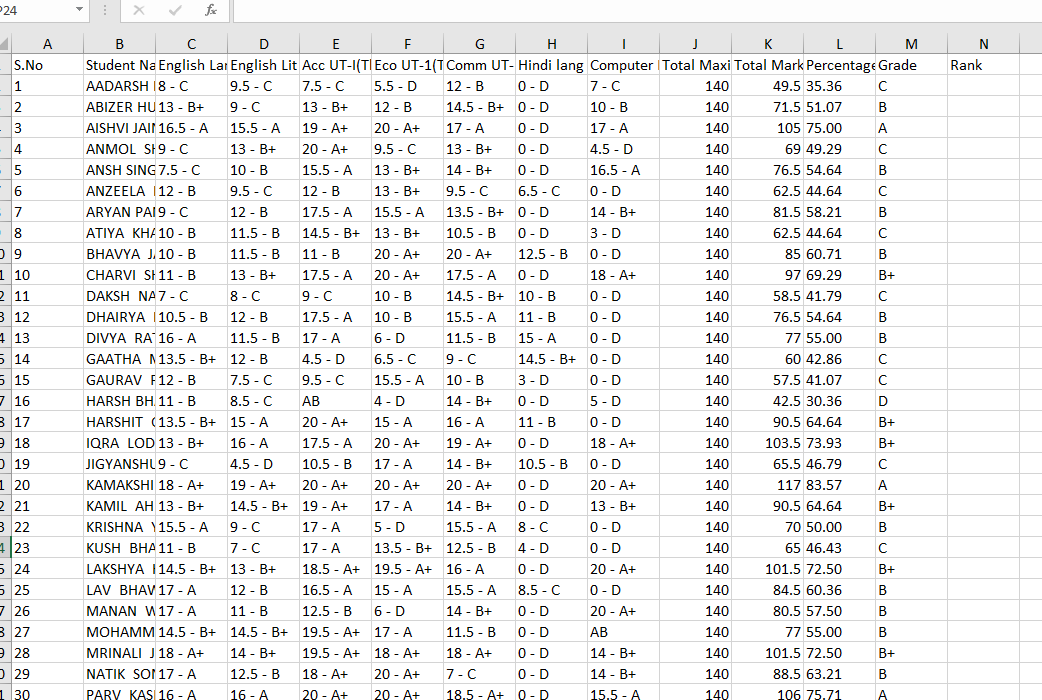 P24 fx
A B C D E F G H I J K L M N
S.No Student Na English Lan English Lit Acc UT-I(Th Eco UT-1(T Comm UT- Hindi lang Computer Total Maxi Total Mark Percentage Grade Rank
1 AADARSH 8 - C 9.5 - C 7.5 - C 5.5 - D 12 - B 0 - D 7 - C 140 49.5 35.36 C
2 ABIZER HU 13 - B+ 9 - C 13 - B+ 12 - B 14.5 - B+ 0 - D 10 - B 140 71.5 51.07 B
3 AISHVI JAIN 16.5 - A 15.5 - A 19 - A+ 20 - A+ 17 - A 0 - D 17 - A 140 105 75.00 A
4 ANMOL SH 9 - C 13 - B+ 20 - A+ 9.5 - C 13 - B+ 0 - D 4.5 - D 140 69 49.29 C
5 ANSH SING 7.5 - C 10 - B 15.5 - A 13 - B+ 14 - B+ 0 - D 16.5 - A 140 76.5 54.64 B
6 ANZEELA 12 - B 9.5 - C 12 - B 13 - B+ 9.5 - C 6.5 - C 0 - D 140 62.5 44.64 C
7 ARYAN PAN 9 - C 12 - B 17.5 - A 15.5 - A 13.5 - B+ 0 - D 14 - B+ 140 81.5 58.21 B
8 ATIYA KHA 10 - B 11.5 - B 14.5 - B+ 13 - B+ 10.5 - B 0 - D 3 - D 140 62.5 44.64 C
9 BHAVYA JA 10 - B 11.5 - B 11 - B 20 - A+ 20 - A+ 12.5 - B 0 - D 140 85 60.71 B
10 CHARVI SH 11 - B 13 - B+ 17.5 - A 20 - A+ 17.5 - A 0 - D 18 - A+ 140 97 69.29 B+
11 DAKSH NA 7 - C 8 - C 9 - C 10 - B 14.5 - B+ 10 - B 0 - D 140 58.5 41.79 C
12 DHAIRYA 10.5 - B 12 - B 17.5 - A 10 - B 15.5 - A 11 - B 0 - D 140 76.5 54.64 B
13 DIVYA RAT 16 - A 11.5 - B 17 - A 6 - D 11.5 - B 15 - A 0 - D 140 77 55.00 B
14 GAATHA M 13.5 - B+ 12 - B 4.5 - D 6.5 - C 9 - C 14.5 - B+ 0 - D 140 60 42.86 C
15 GAURAV 12 - B 7.5 - C 9.5 - C 15.5 - A 10 - B 3 - D 0 - D 140 57.5 41.07 C
16 HARSH BH 11 - B 8.5 - C AB 4 - D 14 - B+ 0 - D 5 - D 140 42.5 30.36 D
17 HARSHIT 13.5 - B+ 15 - A 20 - A+ 15 - A 16 - A 11 - B 0 - D 140 90.5 64.64 B+
18 IQRA LOD 13 - B+ 16 - A 17.5 - A 20 - A+ 19 - A+ 0 - D 18 - A+ 140 103.5 73.93 B+
19 JIGYANSHU 9 - C 4.5 - D 10.5 - B 17 - A 14 - B+ 10.5 - B 0 - D 140 65.5 46.79 C
20 KAMAKSHI 18 - A+ 19 - A+ 20 - A+ 20 - A+ 20 - A+ 0 - D 20 - A+ 140 117 83.57 A
21 KAMIL AH 13 - B+ 14.5 - B+ 19 - A+ 17 - A 14 - B+ 0 - D 13 - B+ 140 90.5 64.64 B+
22 KRISHNA 15.5 - A 9 - C 17 - A 5 - D 15.5 - A 8 - C 0 - D 140 70 50.00 B
23 KUSH BHA 11 - B 7 - C 17 - A 13.5 - B+ 12.5 - B 4 - D 0 - D 140 65 46.43 C
24 LAKSHYA 14.5 - B+ 13 - B+ 18.5 - A+ 19.5 - A+ 16 - A 0 - D 20 - A+ 140 101.5 72.50 B+
25 LAV BHAW 17 - A 12 - B 16.5 - A 15 - A 15.5 - A 8.5 - C 0 - D 140 84.5 60.36 B
26 MANAN W 17 - A 11 - B 12.5 - B 6 - D 14 - B+ 0 - D 20 - A+ 140 80.5 57.50 B
27 MOHAMM 14.5 - B+ 14.5 - B+ 19.5 - A+ 17 - A 11.5 - B 0 - D AB 140 77 55.00 B
28 MRINALI J 18 - A+ 14 - B+ 19.5 - A+ 18 - A+ 18 - A+ 0 - D 14 - B+ 140 101.5 72.50 B+
29 NATIK SON 17 - A 12.5 - B 18 - A+ 20 - A+ 7 - C 0 - D 14 - B+ 140 88.5 63.21 B
30 PARV KAS 16 - A 16 - A 20 - A+ 20 - A+ 18.5 - A+ 0 - D 15.5 - A 140 106 75.71 A